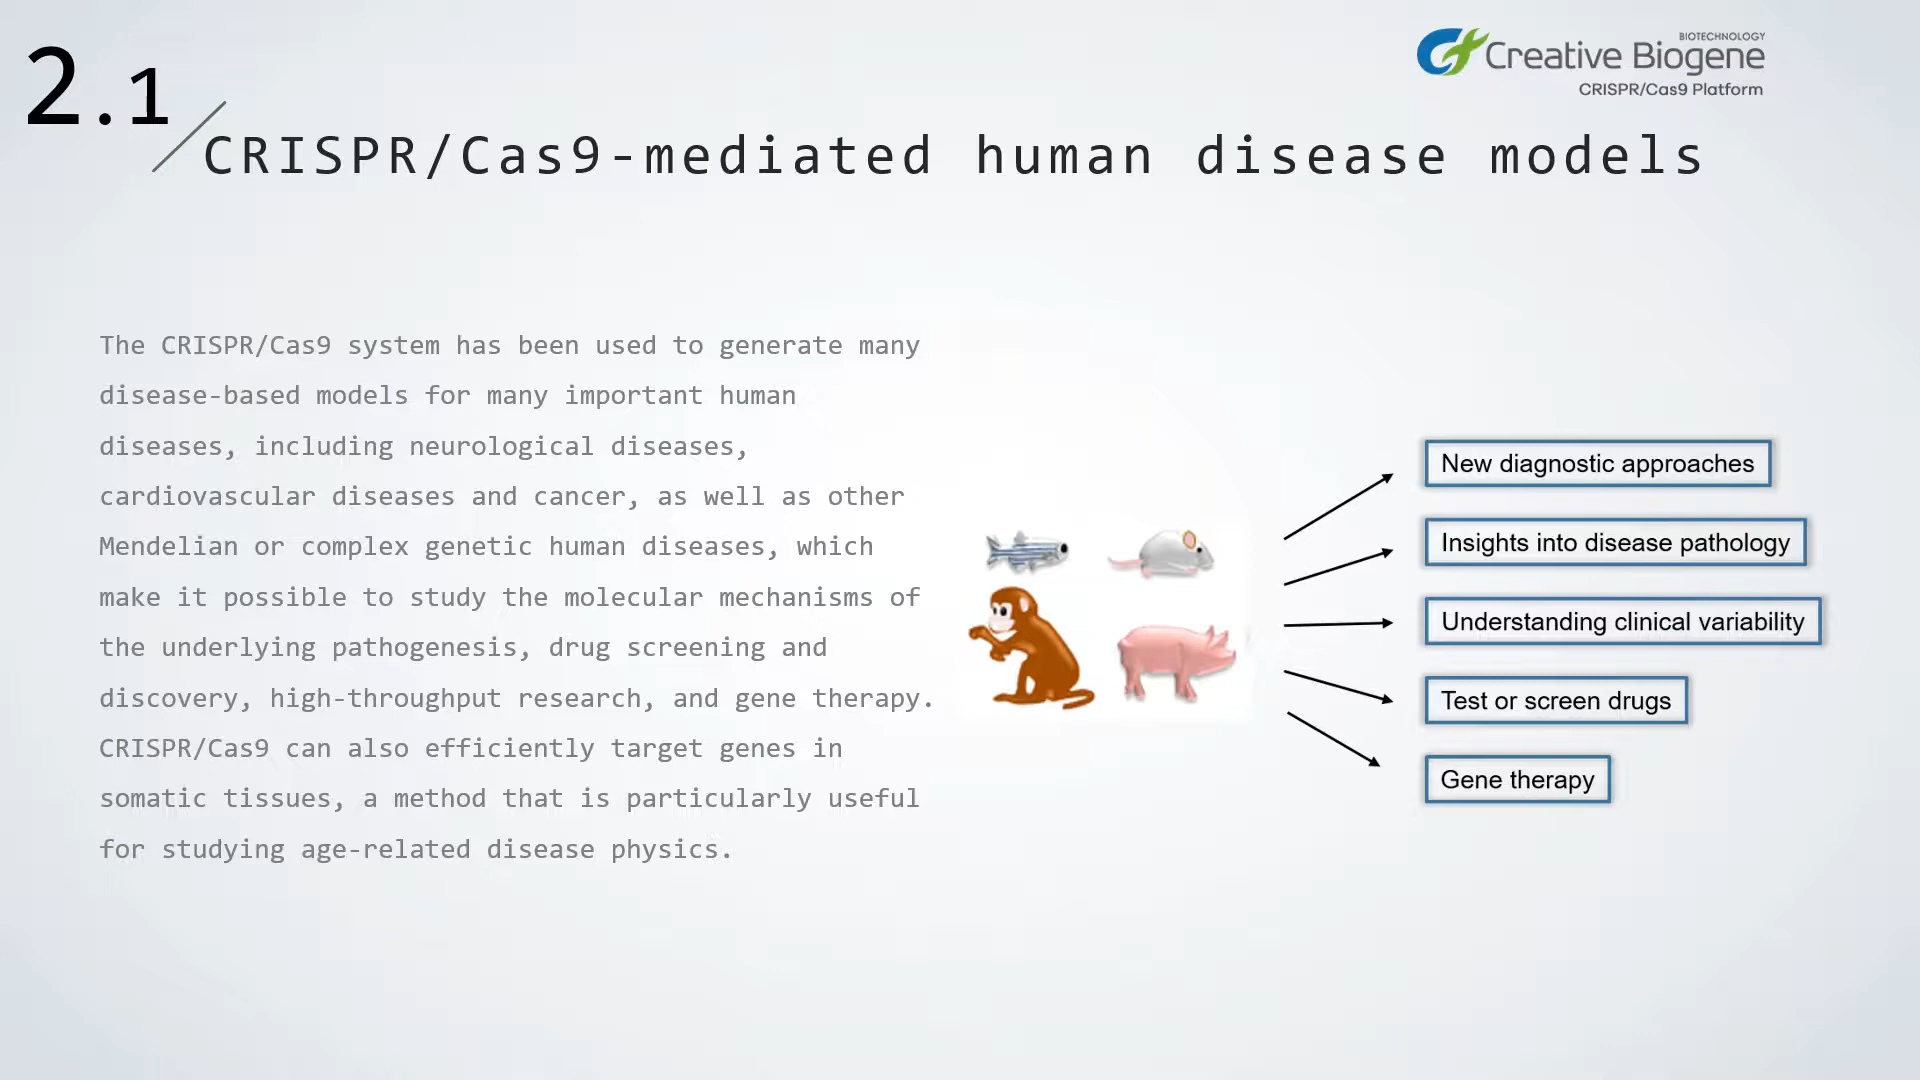 2.1
BIOTECHNOLOGY
Creative Biogene
CRISPR/Cas9 Platform
CRISPR/Cas9-mediated human disease models
The CRISPR/Cas9 system has been used to generate many
disease-based models for many important human
diseases, including neurological diseases,
cardiovascular diseases and cancer, as well as other
Mendelian or complex genetic human diseases, which
make it possible to study the molecular mechanisms of
the underlying pathogenesis, drug screening and
discovery, high-throughput research, and gene therapy.
CRISPR/Cas9 can also efficiently target genes in
somatic tissues, a method that is particularly useful
for studying age-related disease physics.
New diagnostic approaches
Insights into disease pathology
Understanding clinical variability
Test or screen drugs
Gene therapy